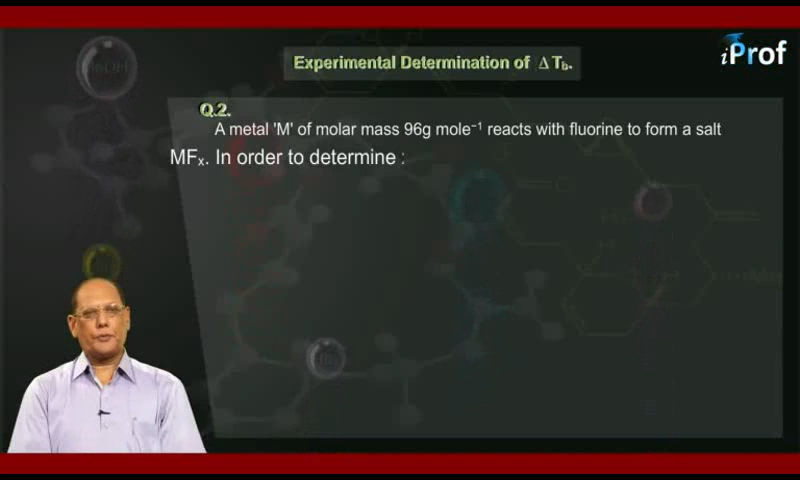 iProf
Experimental Determination of Δ Tb.
Q.2.
A metal 'M' of molar mass 96g mole⁻¹ reacts with fluorine to form a salt
MFₓ. In order to determine